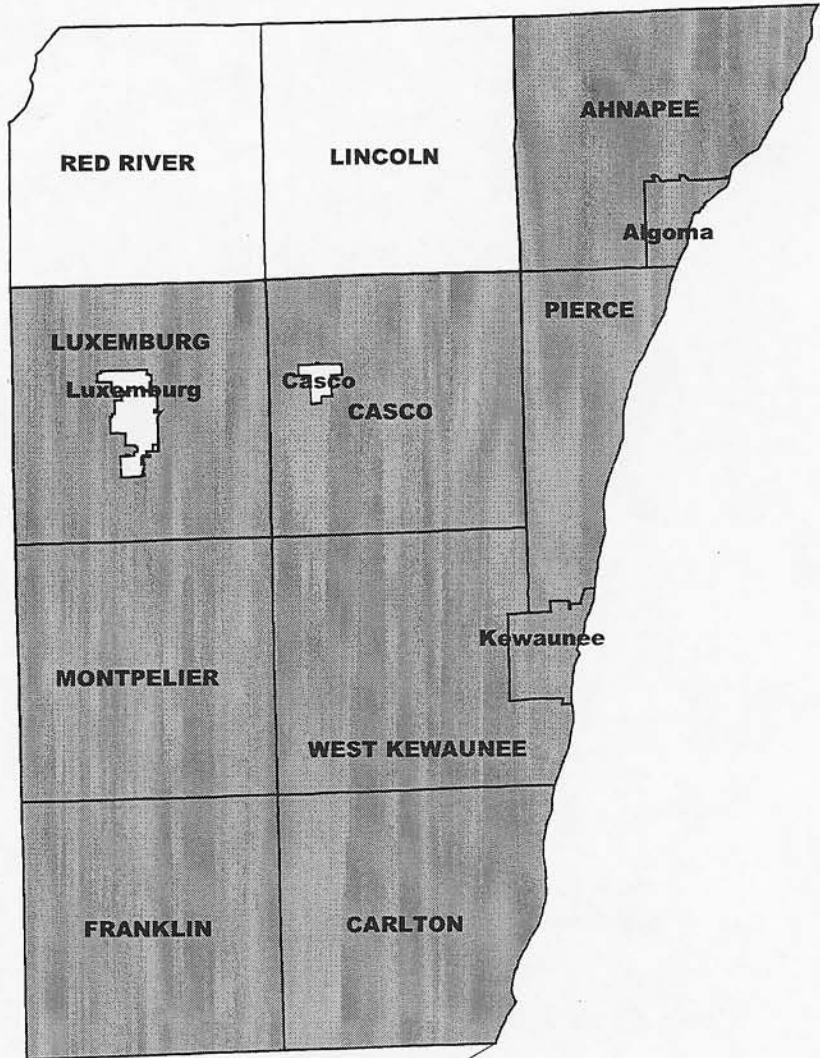 AHNAPEE
RED RIVER
LINCOLN
Algoma
PIERCE
LUXEMBURG
Luxemburg
Casco
CASCO
Kewaunee
MONTPELIER
WEST KEWAUNEE
FRANKLIN
CARLTON